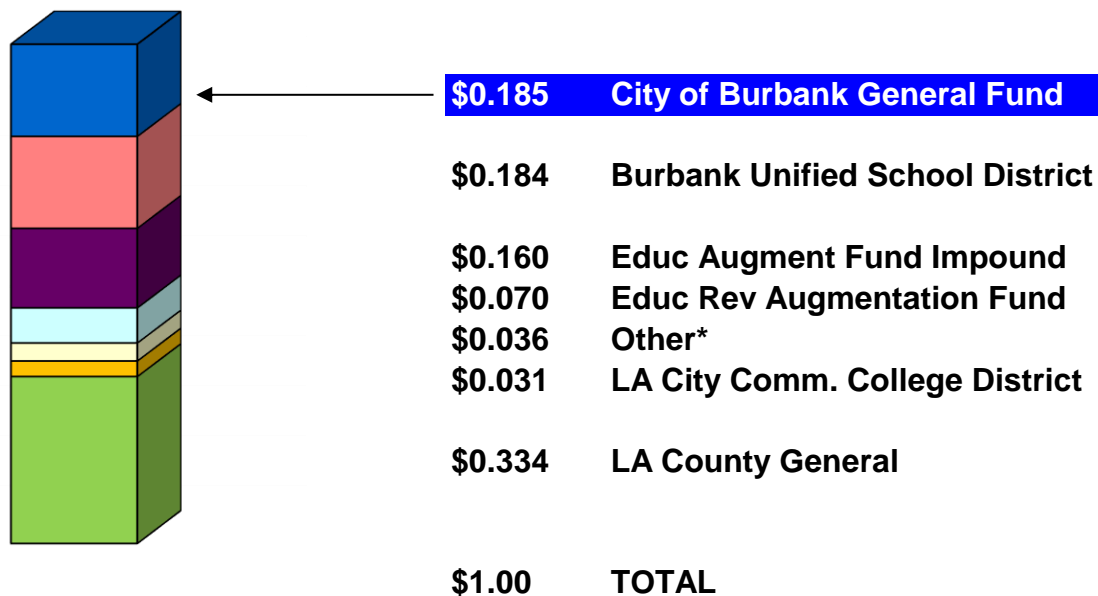 $0.185 City of Burbank General Fund
$0.184 Burbank Unified School District
$0.160 Educ Augment Fund Impound
$0.070 Educ Rev Augmentation Fund
$0.036 Other*
$0.031 LA City Comm. College District
$0.334 LA County General
$1.00 TOTAL